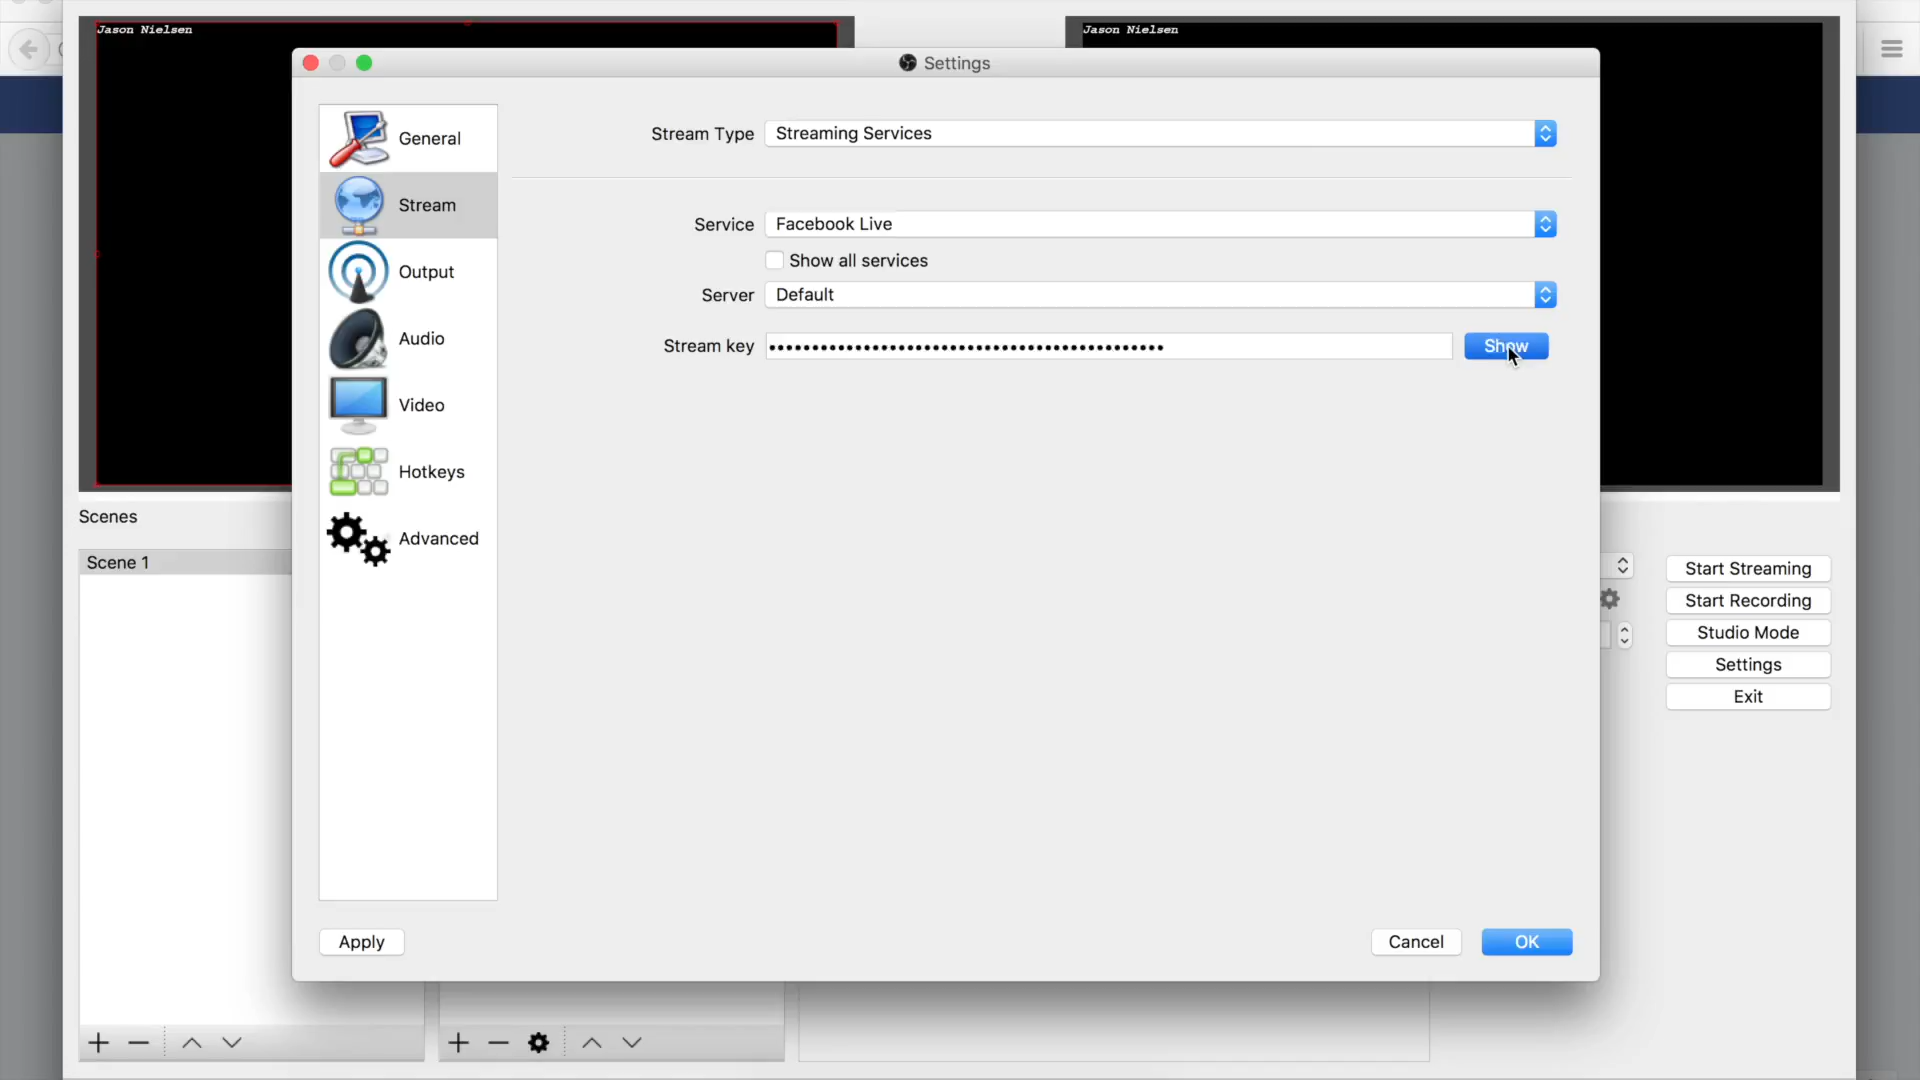 Jason Nielsen
Jason Nielsen
Settings
General
Stream
Output
Audio
Video
Hotkeys
Advanced
Stream Type Streaming Services
Service Facebook Live
Show all services
Server Default
Stream key ••••••••••••••••••••••••••••••••••••••••••••• Show
Apply
Cancel
OK
Scenes
Scene 1
Start Streaming
Start Recording
Studio Mode
Settings
Exit